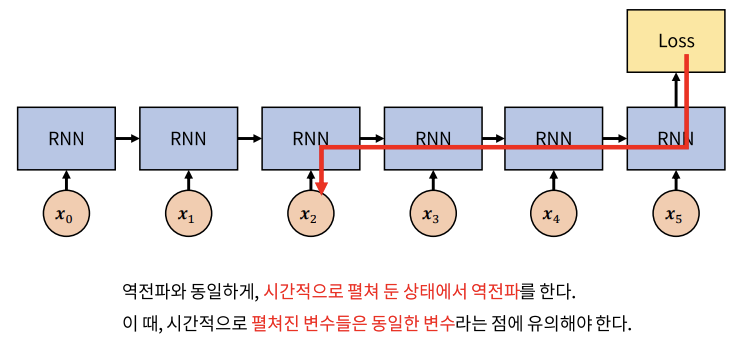 Loss
RNN RNN RNN RNN RNN RNN
x₀ x₁ x₂ x₃ x₄ x₅
역전파와 동일하게, 시간적으로 펼쳐 둔 상태에서 역전파를 한다.
이 때, 시간적으로 펼쳐진 변수들은 동일한 변수라는 점에 유의해야 한다.